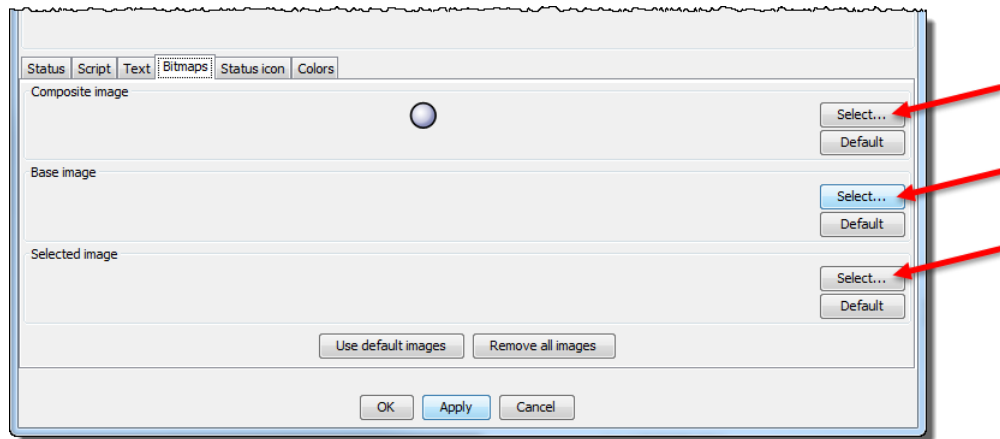 Status Script Text Bitmaps Status icon Colors
Composite image
Select...
Default
Base image
Select...
Default
Selected image
Select...
Default
Use default images Remove all images
OK Apply Cancel